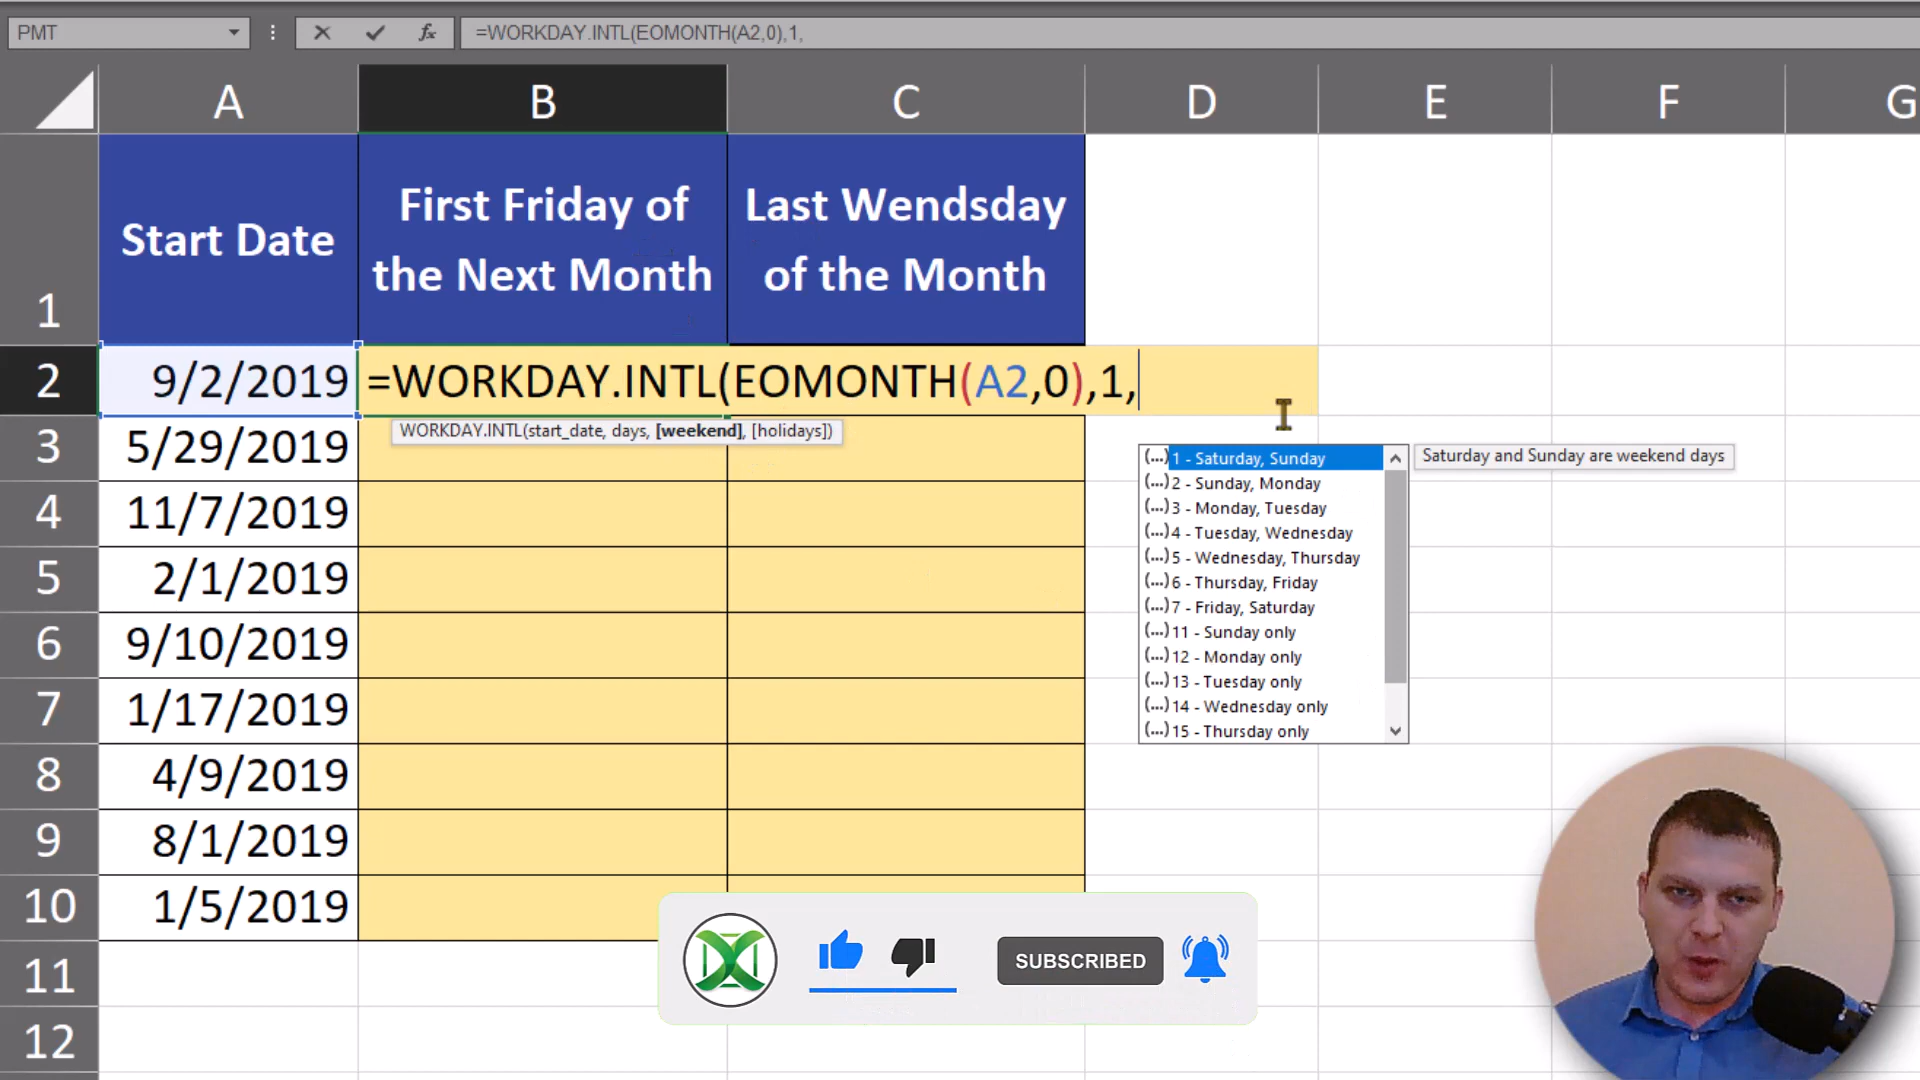 PMT
=WORKDAY.INTL(EOMONTH(A2,0),1,
A B C D E F G
1
Start Date
First Friday of
the Next Month
Last Wendsday
of the Month
2 9/2/2019 =WORKDAY.INTL(EOMONTH(A2,0),1,
WORKDAY.INTL(start_date, days, [weekend], [holidays])
3 5/29/2019
4 11/7/2019
5 2/1/2019
6 9/10/2019
7 1/17/2019
8 4/9/2019
9 8/1/2019
10 1/5/2019
11
12
(...) 1 - Saturday, Sunday
(...) 2 - Sunday, Monday
(...) 3 - Monday, Tuesday
(...) 4 - Tuesday, Wednesday
(...) 5 - Wednesday, Thursday
(...) 6 - Thursday, Friday
(...) 7 - Friday, Saturday
(...) 11 - Sunday only
(...) 12 - Monday only
(...) 13 - Tuesday only
(...) 14 - Wednesday only
(...) 15 - Thursday only
Saturday and Sunday are weekend days
SUBSCRIBED